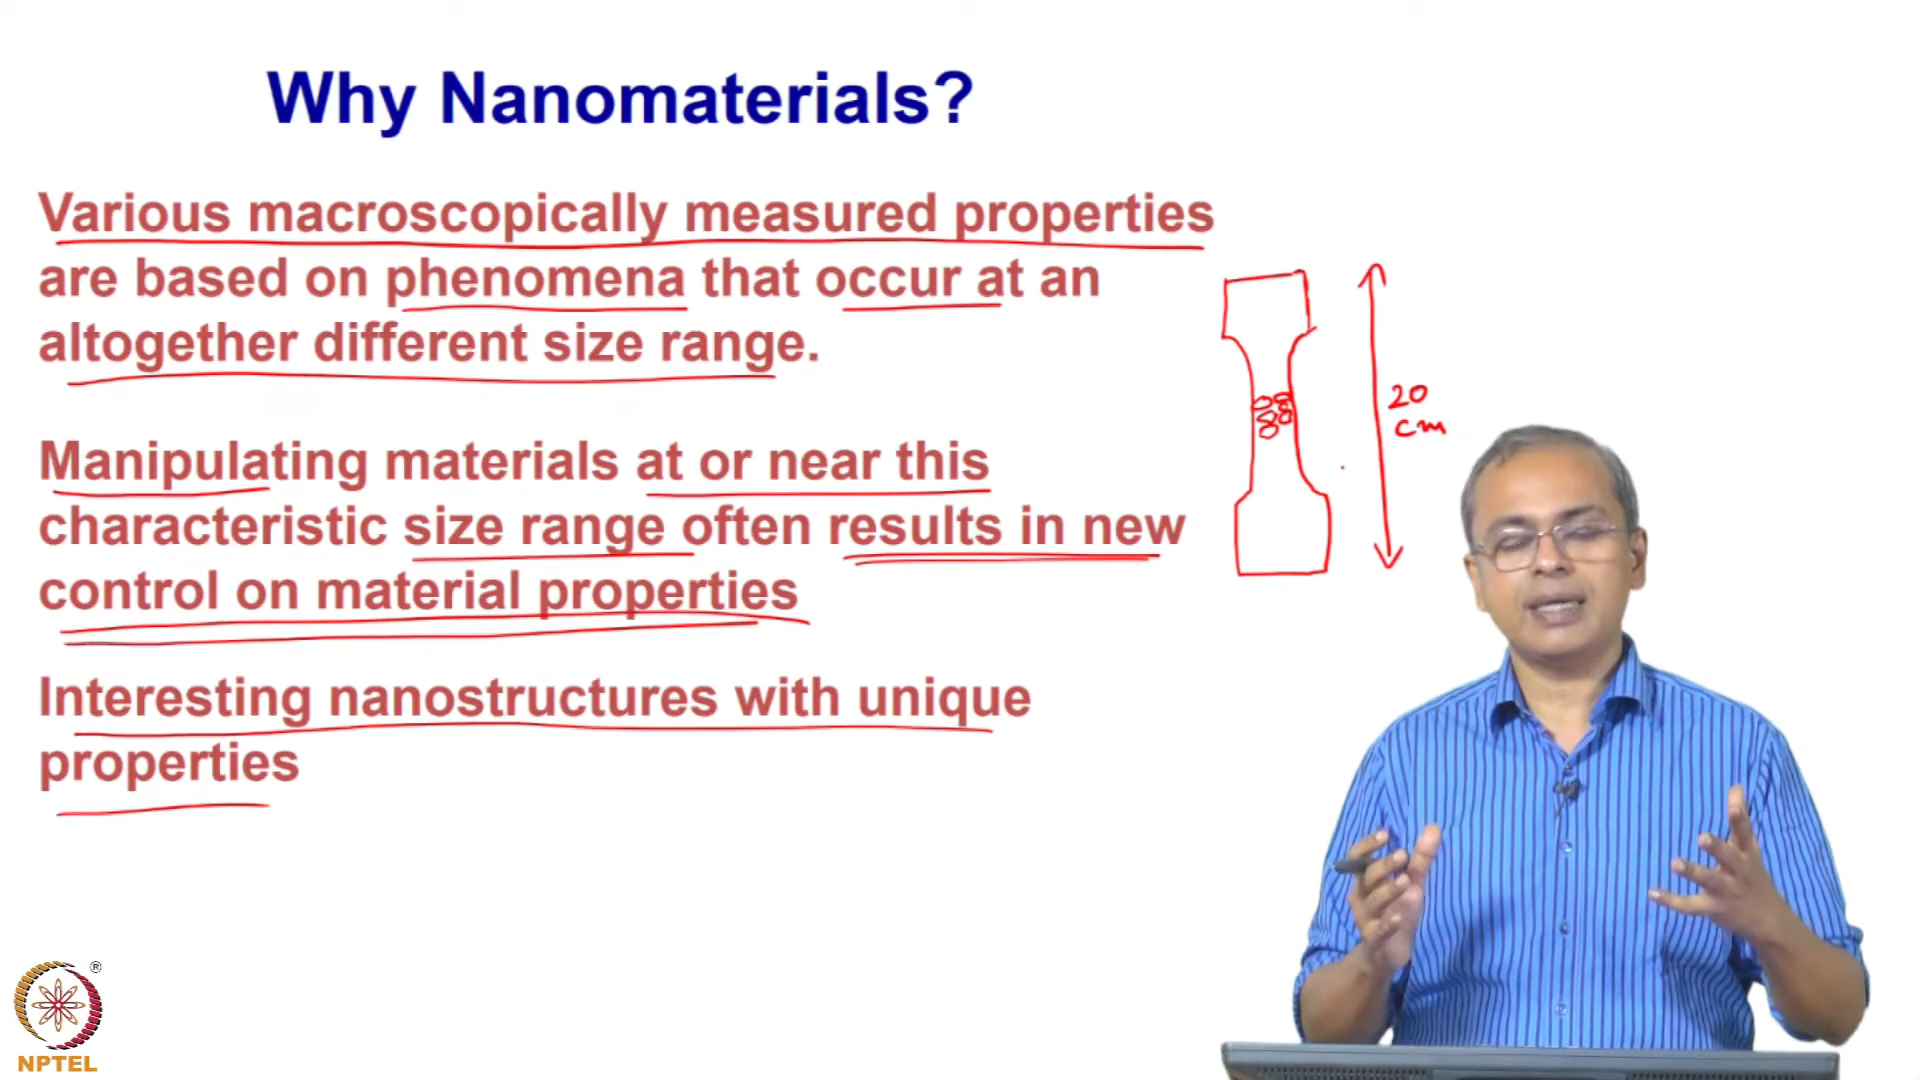 Why Nanomaterials?
Various macroscopically measured properties
are based on phenomena that occur at an
altogether different size range.
Manipulating materials at or near this
characteristic size range often results in new
control on material properties
Interesting nanostructures with unique
properties
20
cm
®
NPTEL